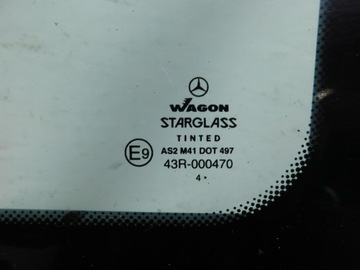 WAGON
STARGLASS
TINTED
AS2 M41 DOT 497
E9
43R-000470
4